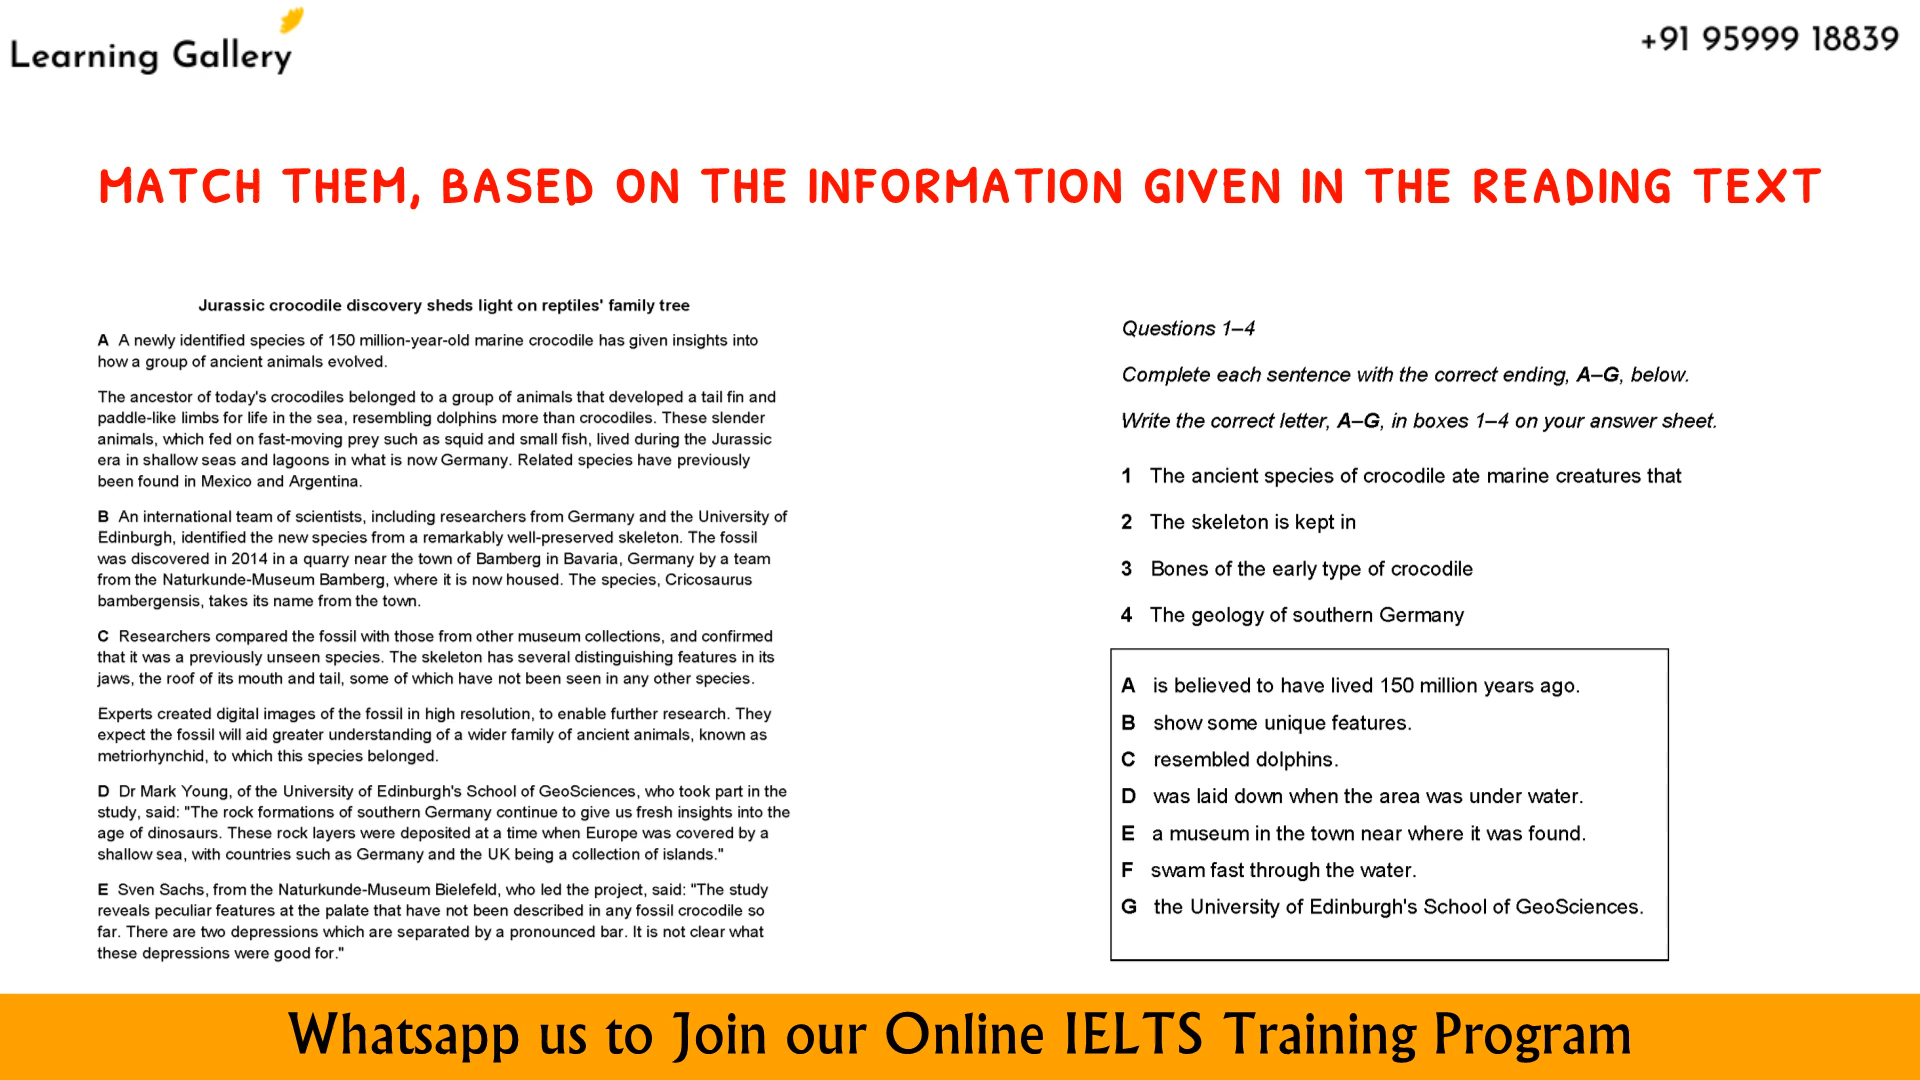 Learning Gallery
+91 95999 18839
MATCH THEM, BASED ON THE INFORMATION GIVEN IN THE READING TEXT
Jurassic crocodile discovery sheds light on reptiles' family tree
A A newly identified species of 150 million-year-old marine crocodile has given insights into
how a group of ancient animals evolved.
The ancestor of today's crocodiles belonged to a group of animals that developed a tail fin and
paddle-like limbs for life in the sea, resembling dolphins more than crocodiles. These slender
animals, which fed on fast-moving prey such as squid and small fish, lived during the Jurassic
era in shallow seas and lagoons in what is now Germany. Related species have previously
been found in Mexico and Argentina.
B An international team of scientists, including researchers from Germany and the University of
Edinburgh, identified the new species from a remarkably well-preserved skeleton. The fossil
was discovered in 2014 in a quarry near the town of Bamberg in Bavaria, Germany by a team
from the Naturkunde-Museum Bamberg, where it is now housed. The species, Cricosaurus
bambergensis, takes its name from the town.
C Researchers compared the fossil with those from other museum collections, and confirmed
that it was a previously unseen species. The skeleton has several distinguishing features in its
jaws, the roof of its mouth and tail, some of which have not been seen in any other species.
Experts created digital images of the fossil in high resolution, to enable further research. They
expect the fossil will aid greater understanding of a wider family of ancient animals, known as
metriorhynchid, to which this species belonged.
D Dr Mark Young, of the University of Edinburgh's School of GeoSciences, who took part in the
study, said: "The rock formations of southern Germany continue to give us fresh insights into the
age of dinosaurs. These rock layers were deposited at a time when Europe was covered by a
shallow sea, with countries such as Germany and the UK being a collection of islands."
E Sven Sachs, from the Naturkunde-Museum Bielefeld, who led the project, said: "The study
reveals peculiar features at the palate that have not been described in any fossil crocodile so
far. There are two depressions which are separated by a pronounced bar. It is not clear what
these depressions were good for."
Questions 1–4
Complete each sentence with the correct ending, A–G, below.
Write the correct letter, A–G, in boxes 1–4 on your answer sheet.
1 The ancient species of crocodile ate marine creatures that
2 The skeleton is kept in
3 Bones of the early type of crocodile
4 The geology of southern Germany
A is believed to have lived 150 million years ago.
B show some unique features.
C resembled dolphins.
D was laid down when the area was under water.
E a museum in the town near where it was found.
F swam fast through the water.
G the University of Edinburgh's School of GeoSciences.
Whatsapp us to Join our Online IELTS Training Program